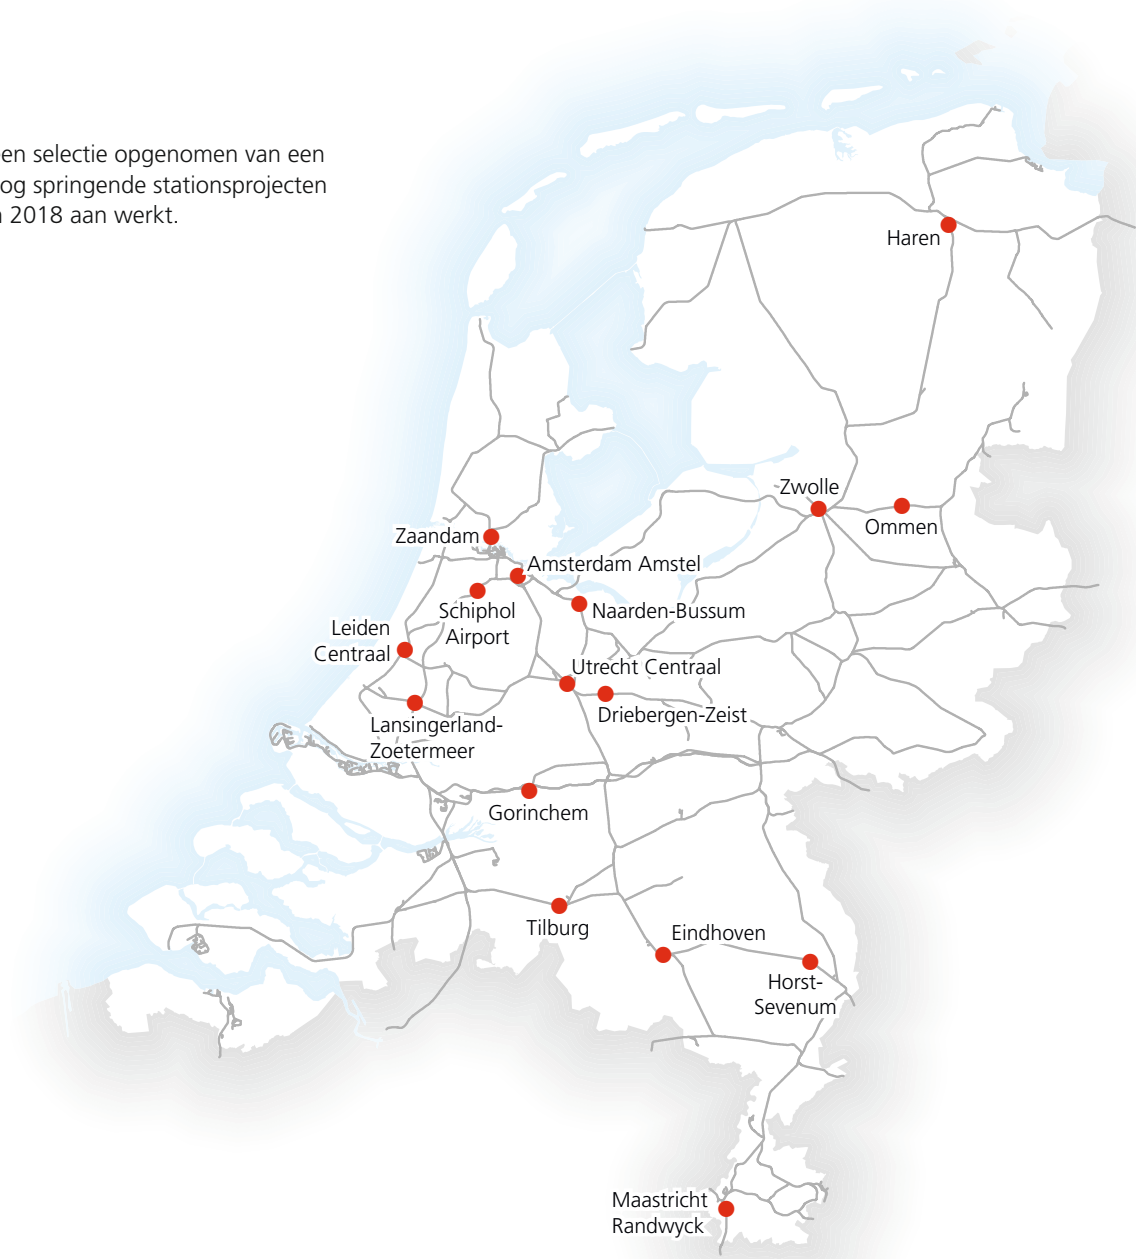 en selectie opgenomen van een
og springende stationsprojecten
2018 aan werkt.
Haren
Zwolle
Ommen
Zaandam
Amsterdam Amstel
Schiphol
Airport
Naarden-Bussum
Leiden
Centraal
Utrecht Centraal
Driebergen-Zeist
Lansingerland-
Zoetermeer
Gorinchem
Tilburg
Eindhoven
Horst-
Sevenum
Maastricht
Randwyck